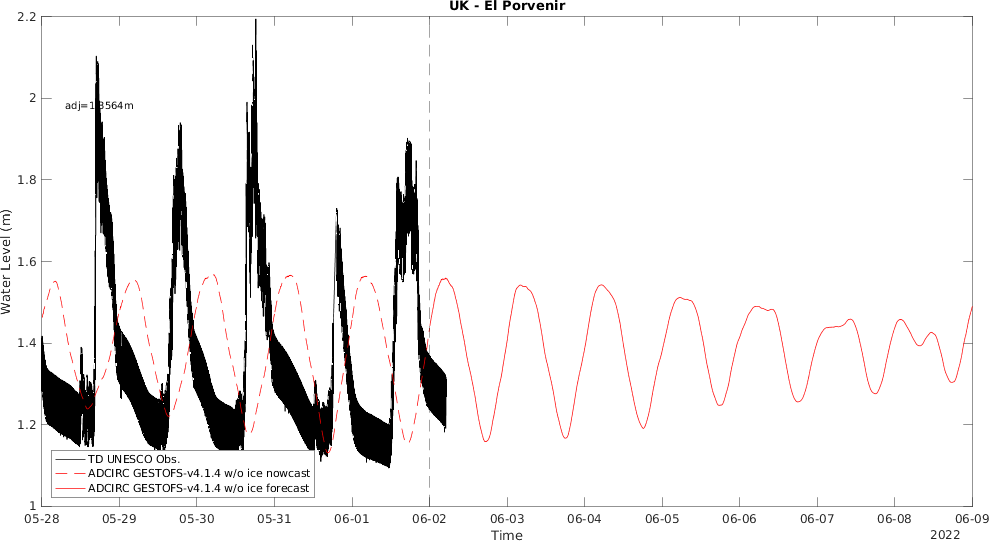 UK - El Porvenir
2.2
2
adj=1.3564m
1.8
1.6
1.4
1.2
1
Water Level (m)
TD UNESCO Obs.
ADCIRC GESTOFS-v4.1.4 w/o ice nowcast
ADCIRC GESTOFS-v4.1.4 w/o ice forecast
05-28 05-29 05-30 05-31 06-01 06-02 06-03 06-04 06-05 06-06 06-07 06-08 06-09
Time
2022